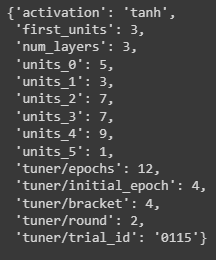 {'activation': 'tanh',
'first_units': 3,
'num_layers': 3,
'units_0': 5,
'units_1': 3,
'units_2': 7,
'units_3': 7,
'units_4': 9,
'units_5': 1,
'tuner/epochs': 12,
'tuner/initial_epoch': 4,
'tuner/bracket': 4,
'tuner/round': 2,
'tuner/trial_id': '0115'}